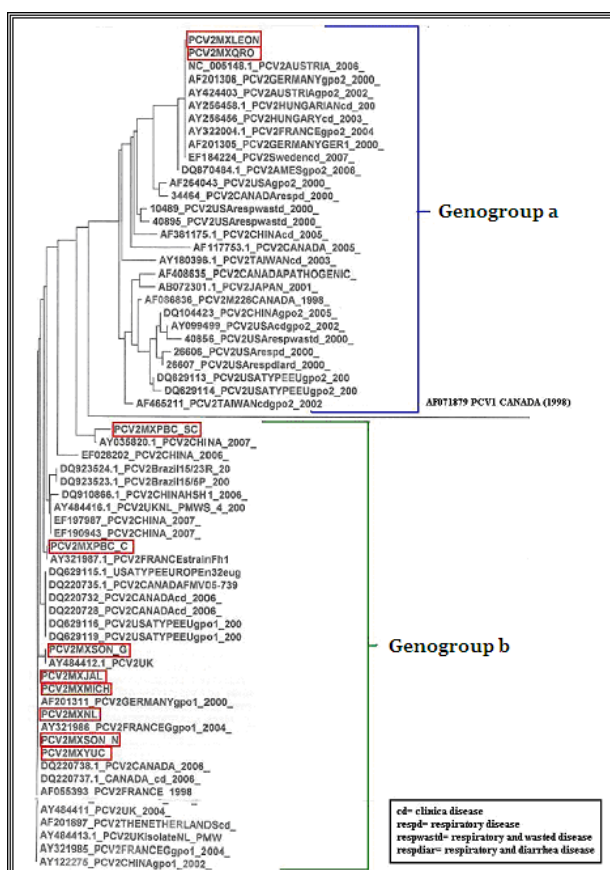 PCV2MXLEON
PCV2MXQRO
NC_005148.1_PCV2AUSTRIA_2006_
AF201306_PCV2GERMANYgpo2_2000_
AY424403_PCV2AUSTRIAgpo2_2002_
AY256458.1_PCV2HUNGARIANcd_200
AY256456_PCV2HUNGARYcd_2003_
AY322004.1_PCV2FRANCEgpo2_2004
AF201305_PCV2GERMANYGER1_2000_
EF184224_PCV2Swedencd_2007_
DQ870484.1_PCV2AMESgpo2_2006_
AF264043_PCV2USAgpo2_2000_
34464_PCV2CANADArespd_2000_
10489_PCV2USArespwastd_2000_
40895_PCV2USArespwastd_2000_
AF381175.1_PCV2CHINAcd_2005_
AF117753.1_PCV2CANADA_2005_
AY180396.1_PCV2TAIWANcd_2003_
AF408635_PCV2CANADAPATHOGENIC_
AB072301.1_PCV2JAPAN_2001_
AF086836_PCV2M226CANADA_1998_
DQ104423_PCV2CHINAgpo2_2005_
AY099499_PCV2USAcdgpo2_2002_
40856_PCV2USArespwastd_2000_
26606_PCV2USArespd_2000_
26607_PCV2USArespdiard_2000_
DQ629113_PCV2USATYPEEUgpo2_200
DQ629114_PCV2USATYPEEUgpo2_200
AF465211_PCV2TAIWANcdgpo2_2002
Genogroup a
AF071879 PCV1 CANADA (1998)
PCV2MXPBC_SC
AY035820.1_PCV2CHINA_2007_
EF028202_PCV2CHINA_2006_
DQ923524.1_PCV2Brazil15/23R_20
DQ923523.1_PCV2Brazil15/5P_200
DQ910866.1_PCV2CHINAHSH1_2006_
AY484416.1_PCV2UKNL_PMWS_4_200
EF197987_PCV2CHINA_2007_
EF190943_PCV2CHINA_2007_
PCV2MXPBC_C
AY321987.1_PCV2FRANCEstrainFh1
DQ629115.1_USATYPEEUROPEn32eug
DQ220735.1_PCV2CANADAFMV05-739
DQ220732_PCV2CANADAcd_2006_
DQ220728_PCV2CANADAcd_2006_
DQ629116_PCV2USATYPEEUgpo1_200
DQ629119_PCV2USATYPEEUgpo1_200
PCV2MXSON_G
AY484412.1_PCV2UK
PCV2MXJAL
PCV2MXMICH
AF201311_PCV2GERMANYgpo1_2000_
PCV2MXNL
AY321986_PCV2FRANCEGgpo1_2004_
PCV2MXSON_N
PCV2MXYUC
DQ220738.1_PCV2CANADA_2006_
DQ220737.1_CANADA_cd_2006_
AF055393_PCV2FRANCE_1998
AY484411_PCV2UK_2004_
AF201897_PCV2THENETHERLANDScd_
AY484413.1_PCV2UKisolateNL_PMW
AY321985_PCV2FRANCEGgpo1_2004_
AY122275_PCV2CHINAgpo1_2002_
Genogroup b
cd= clinica disease
respd= respiratory disease
respwastd= respiratory and wasted disease
respdiar= respiratory and diarrhea disease